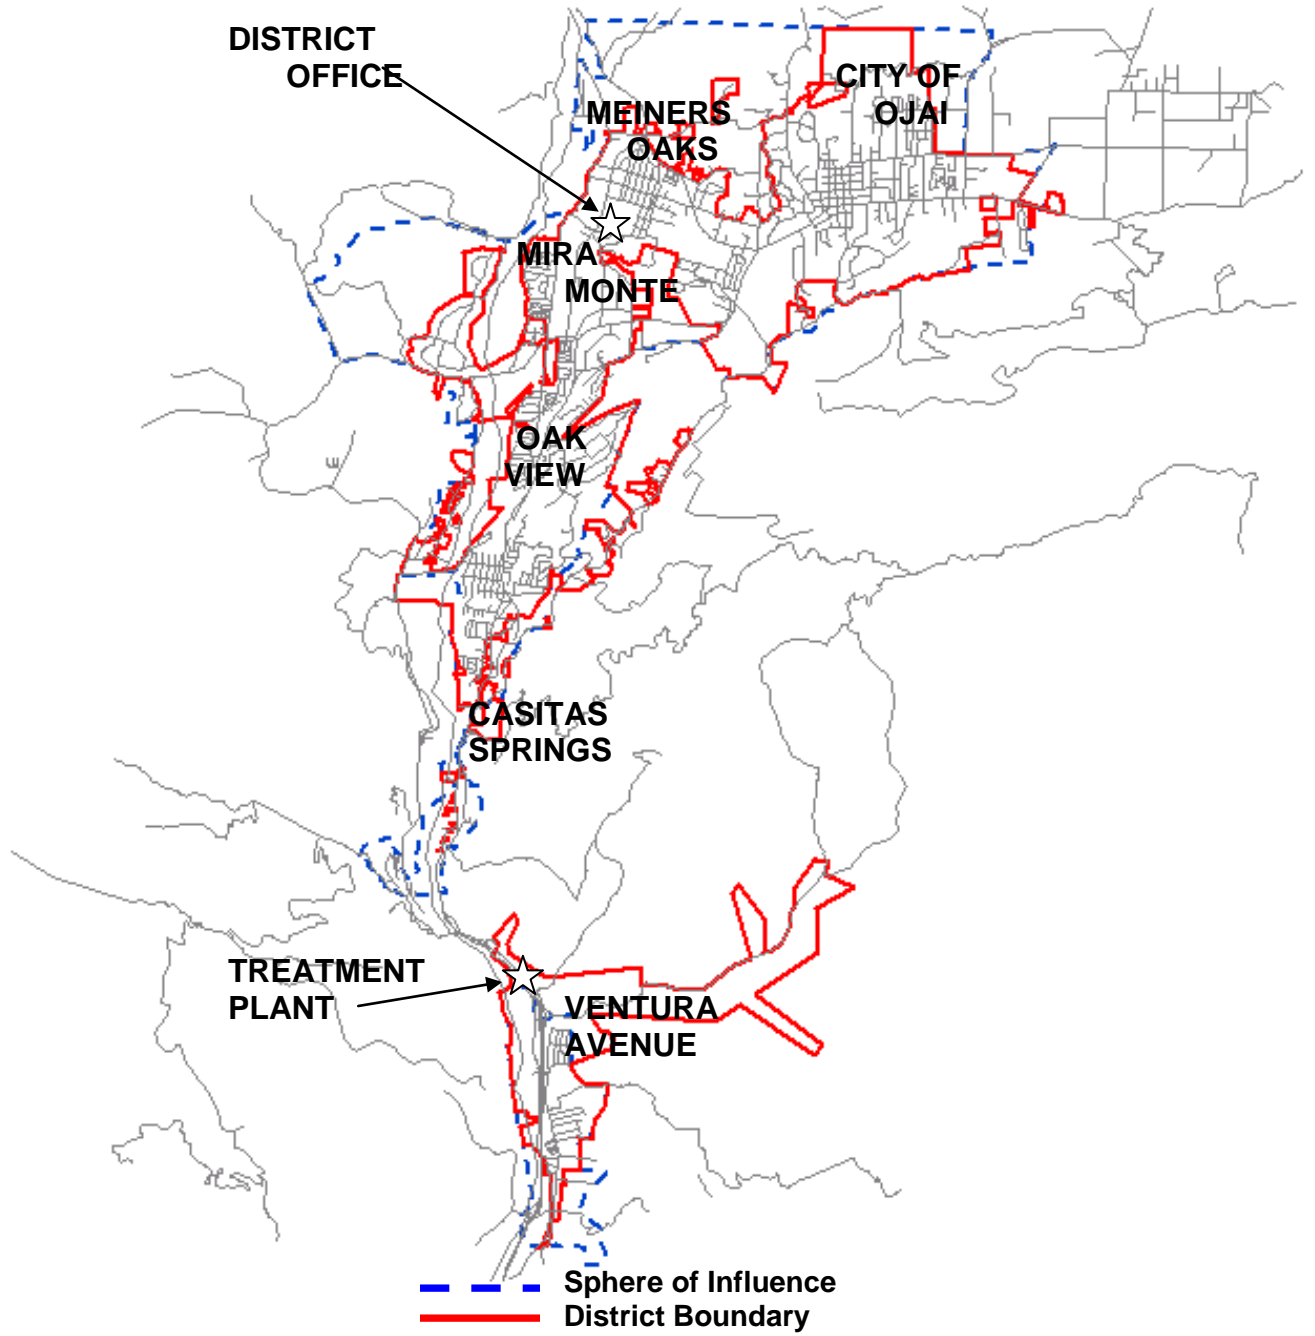 DISTRICT
OFFICE
CITY OF
OJAI
MEINERS
OAKS
MIRA
MONTE
OAK
VIEW
CASITAS
SPRINGS
TREATMENT
PLANT
VENTURA
AVENUE
Sphere of Influence
District Boundary